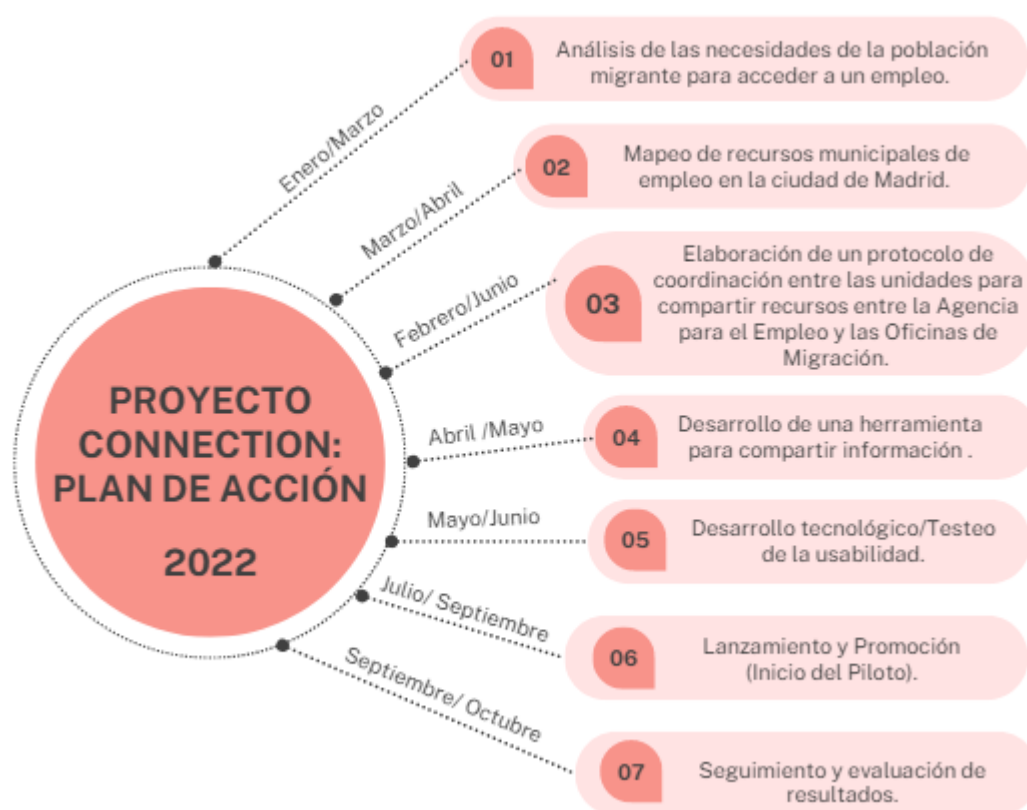 01
Análisis de las necesidades de la población
migrante para acceder a un empleo.
Enero/Marzo
02
Mapeo de recursos municipales de
empleo en la ciudad de Madrid.
Marzo/Abril
03
Elaboración de un protocolo de
coordinación entre las unidades para
compartir recursos entre la Agencia
para el Empleo y las Oficinas de
Migración.
Febrero/Junio
PROYECTO
CONNECTION:
PLAN DE ACCIÓN
2022
04
Desarrollo de una herramienta
para compartir información .
Abril /Mayo
05
Desarrollo tecnológico/Testeo
de la usabilidad.
Mayo/Junio
06
Lanzamiento y Promoción
(Inicio del Piloto).
Julio/ Septiembre
07
Seguimiento y evaluación de
resultados.
Septiembre/ Octubre